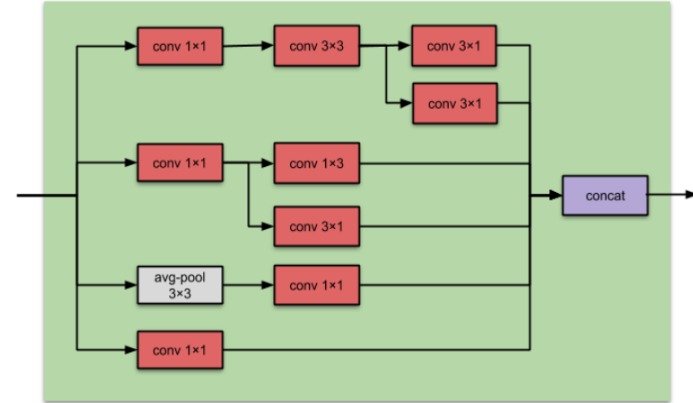 conv 1×1
conv 3×3
conv 3×1
conv 3×1
conv 1×1
conv 1×3
conv 3×1
concat
avg-pool
3×3
conv 1×1
conv 1×1